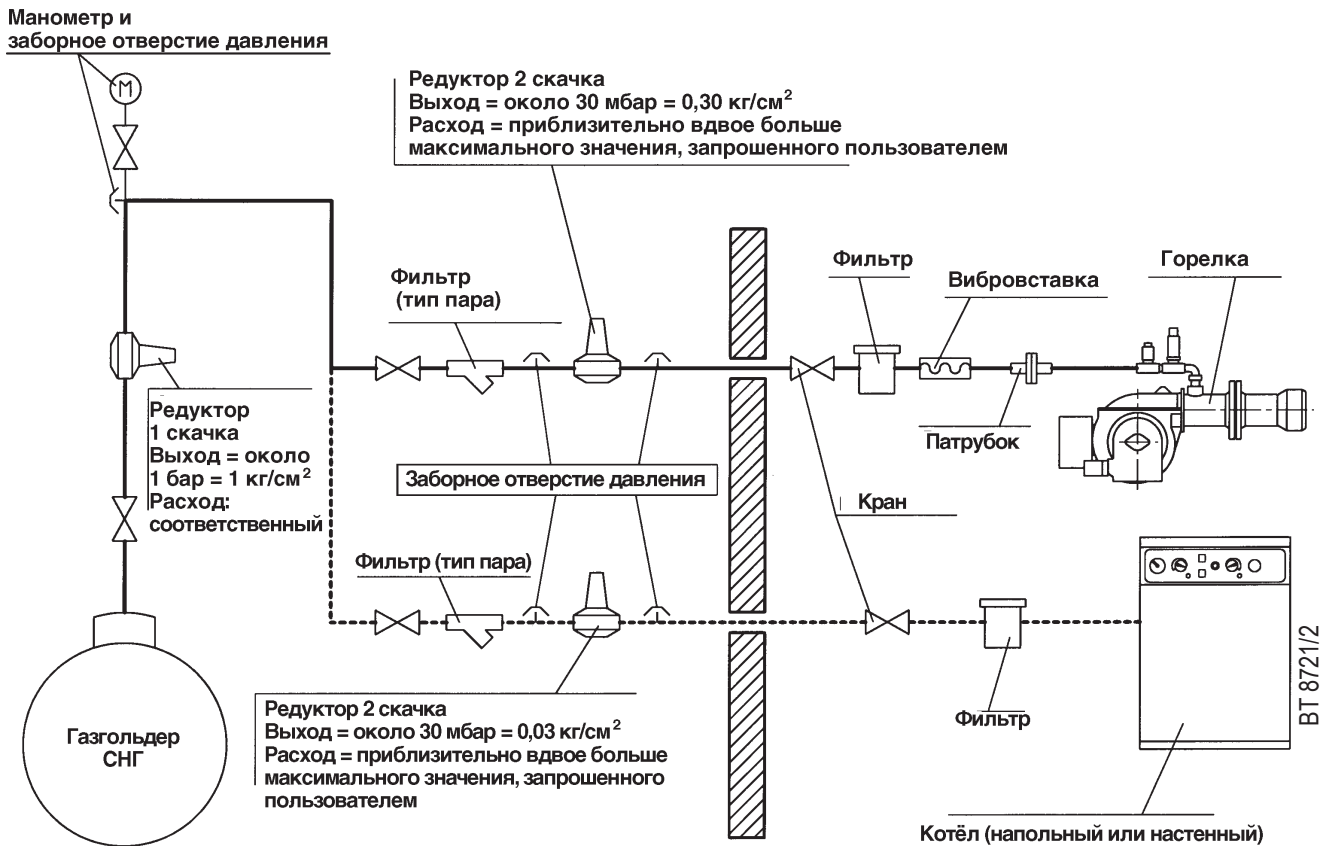 Манометр и
заборное отверстие давления
М
Редуктор 2 скачка
Выход = около 30 мбар = 0,30 кг/см²
Расход = приблизительно вдвое больше
максимального значения, запрошенного пользователем
Фильтр
(тип пара)
Фильтр
Вибровставка
Горелка
Редуктор
1 скачка
Выход = около
1 бар = 1 кг/см²
Расход:
соответственный
Патрубок
Заборное отверстие давления
Кран
Фильтр (тип пара)
Газгольдер
СНГ
Редуктор 2 скачка
Выход = около 30 мбар = 0,03 кг/см²
Расход = приблизительно вдвое больше
максимального значения, запрошенного
пользователем
Фильтр
Котёл (напольный или настенный)
BT 8721/2